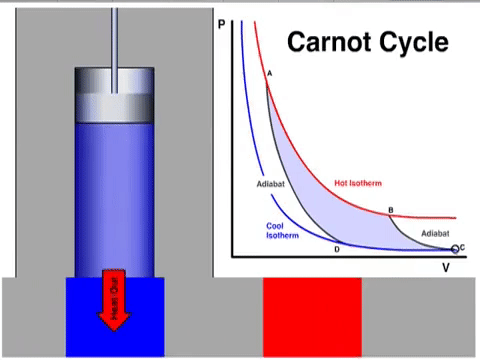 P
Carnot Cycle
A
Hot Isotherm
Adiabat
B
Cool
Isotherm
Adiabat
D
C
V
Heat Out